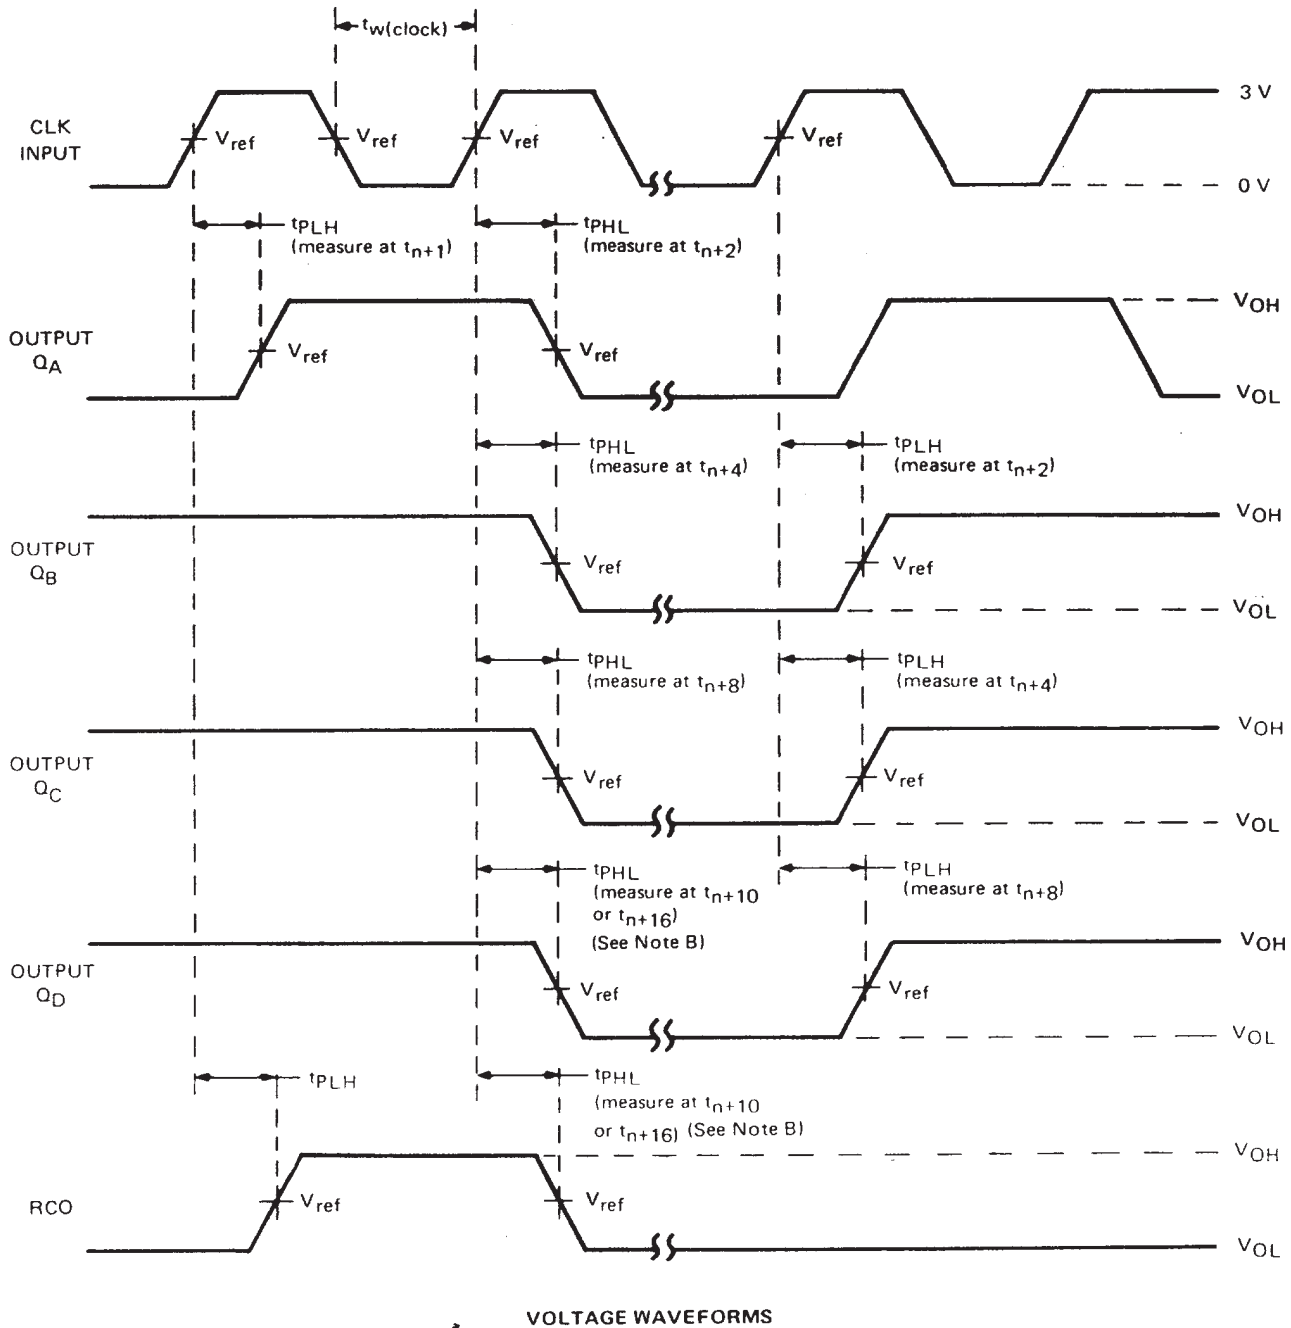 tw(clock)
CLK
INPUT
Vref
Vref
Vref
Vref
3 V
0 V
tPLH
(measure at tn+1)
tPHL
(measure at tn+2)
OUTPUT
QA
Vref
Vref
VOH
VOL
tPHL
(measure at tn+4)
tPLH
(measure at tn+2)
OUTPUT
QB
Vref
Vref
VOH
VOL
tPHL
(measure at tn+8)
tPLH
(measure at tn+4)
OUTPUT
QC
Vref
Vref
VOH
VOL
tPHL
(measure at tn+10
or tn+16)
(See Note B)
tPLH
(measure at tn+8)
OUTPUT
QD
Vref
Vref
VOH
VOL
tPLH
tPHL
(measure at tn+10
or tn+16) (See Note B)
RCO
Vref
Vref
VOH
VOL
VOLTAGE WAVEFORMS